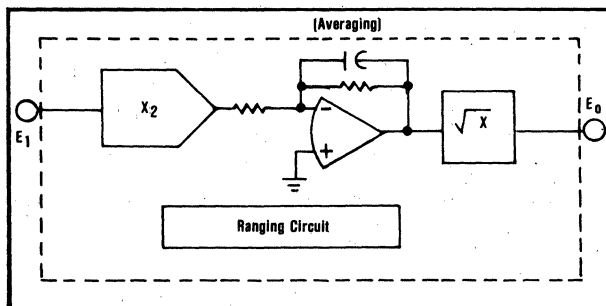 (Averaging)
X2
E1
−
+
√X
E0
Ranging Circuit